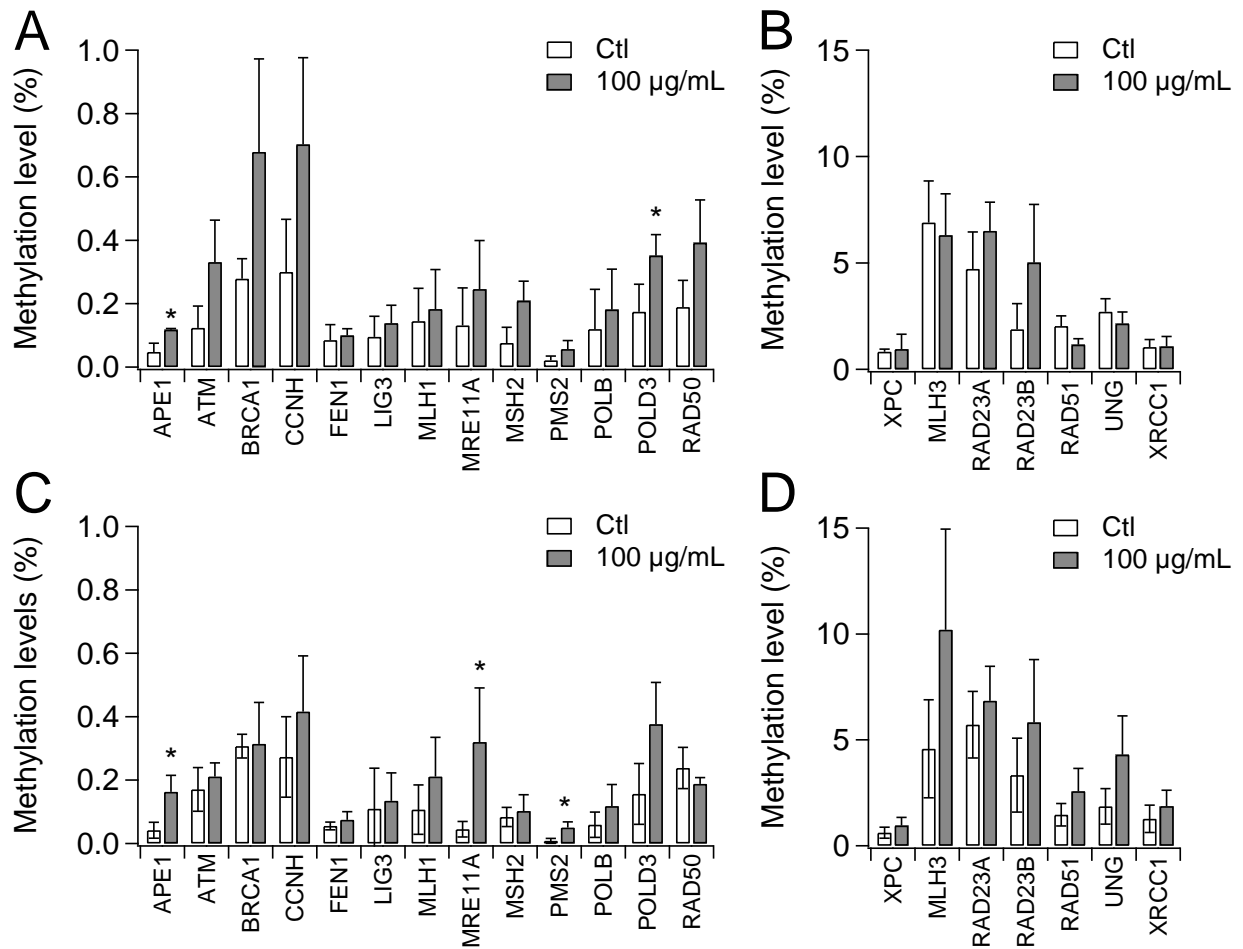 A
Methylation level (%)
1.0
0.8
0.6
0.4
0.2
0.0
Ctl
100 µg/mL
*
*
APE1
ATM
BRCA1
CCNH
FEN1
LIG3
MLH1
MRE11A
MSH2
PMS2
POLB
POLD3
RAD50
B
Methylation level (%)
15
10
5
0
Ctl
100 µg/mL
XPC
MLH3
RAD23A
RAD23B
RAD51
UNG
XRCC1
C
Methylation levels (%)
1.0
0.8
0.6
0.4
0.2
0.0
Ctl
100 µg/mL
*
*
*
APE1
ATM
BRCA1
CCNH
FEN1
LIG3
MLH1
MRE11A
MSH2
PMS2
POLB
POLD3
RAD50
D
Methylation level (%)
15
10
5
0
Ctl
100 µg/mL
XPC
MLH3
RAD23A
RAD23B
RAD51
UNG
XRCC1